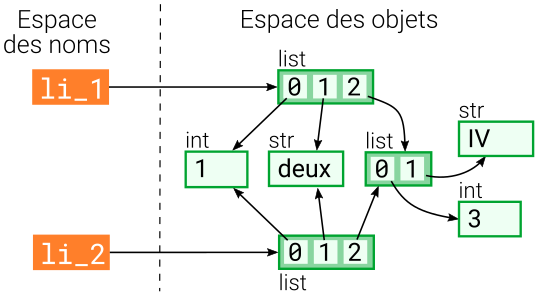 Espace
des noms
Espace des objets
list
li_1
0 1 2
str
int
str
list
IV
1
deux
0 1
int
3
li_2
0 1 2
list